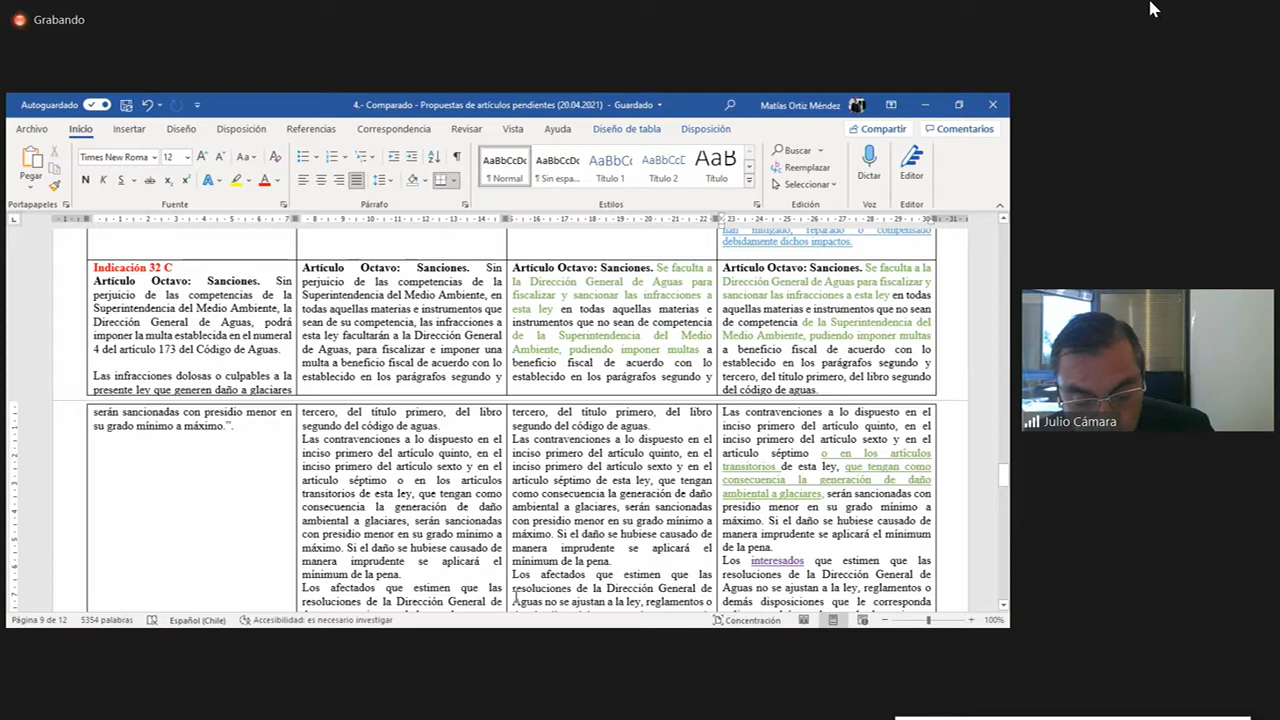 Grabando
Autoguardado
4.- Comparado - Propuestas de artículos pendientes (20.04.2021) - Guardado
Matías Ortiz Méndez
Archivo Inicio Insertar Diseño Disposición Referencias Correspondencia Revisar Vista Ayuda Diseño de tabla Disposición Compartir Comentarios
Pegar
Times New Roma 12
N K S ab x₂ x² A A
Aa
AaBbCcDc AaBbCcDc AaBbCc AaBbCcD AaB
¶ Normal ¶ Sin espa... Título 1 Título 2 Título
Buscar
Reemplazar
Seleccionar
Dictar
Editor
Portapapeles Fuente Párrafo Estilos Edición Voz Editor
han mitigado, reparado o compensado
debidamente dichos impactos.
Indicación 32 C
Artículo Octavo: Sanciones. Sin
perjuicio de las competencias de la
Superintendencia del Medio Ambiente, la
Dirección General de Aguas, podrá
imponer la multa establecida en el numeral
4 del artículo 173 del Código de Aguas.
Las infracciones dolosas o culpables a la
presente ley que generen daño a glaciares
serán sancionadas con presidio menor en
su grado mínimo a máximo.”.
Artículo Octavo: Sanciones. Sin
perjuicio de las competencias de la
Superintendencia del Medio Ambiente, en
todas aquellas materias e instrumentos que
sean de su competencia, las infracciones a
esta ley facultarán a la Dirección General
de Aguas, para fiscalizar e imponer una
multa a beneficio fiscal de acuerdo con lo
establecido en los parágrafos segundo y
tercero, del título primero, del libro
segundo del código de aguas.
Las contravenciones a lo dispuesto en el
inciso primero del artículo quinto, en el
inciso primero del artículo sexto y en el
artículo séptimo o en los artículos
transitorios de esta ley, que tengan como
consecuencia la generación de daño
ambiental a glaciares, serán sancionadas
con presidio menor en su grado mínimo a
máximo. Si el daño se hubiese causado de
manera imprudente se aplicará el
mínimum de la pena.
Los afectados que estimen que las
resoluciones de la Dirección General de
Artículo Octavo: Sanciones. Se faculta a
la Dirección General de Aguas para
fiscalizar y sancionar las infracciones a
esta ley en todas aquellas materias e
instrumentos que no sean de competencia
de la Superintendencia del Medio
Ambiente, pudiendo imponer multas a
beneficio fiscal de acuerdo con lo
establecido en los parágrafos segundo y
tercero, del título primero, del libro
segundo del código de aguas.
Las contravenciones a lo dispuesto en el
inciso primero del artículo quinto, en el
inciso primero del artículo sexto y en el
artículo séptimo de esta ley, que tengan
como consecuencia la generación de daño
ambiental a glaciares, serán sancionadas
con presidio menor en su grado mínimo a
máximo. Si el daño se hubiese causado de
manera imprudente se aplicará el
mínimum de la pena.
Los afectados que estimen que las
resoluciones de la Dirección General de
Aguas no se ajustan a la ley, reglamentos o
Artículo Octavo: Sanciones. Se faculta a la
Dirección General de Aguas para fiscalizar y
sancionar las infracciones a esta ley en todas
aquellas materias e instrumentos que no sean
de competencia de la Superintendencia del
Medio Ambiente, pudiendo imponer multas
a beneficio fiscal de acuerdo con lo
establecido en los parágrafos segundo y
tercero, del título primero, del libro segundo
del código de aguas.
Las contravenciones a lo dispuesto en el
inciso primero del artículo quinto, en el
inciso primero del artículo sexto y en el
artículo séptimo o en los artículos
transitorios de esta ley, que tengan como
consecuencia la generación de daño
ambiental a glaciares, serán sancionadas con
presidio menor en su grado mínimo a
máximo. Si el daño se hubiese causado de
manera imprudente se aplicará el mínimum
de la pena.
Los interesados que estimen que las
resoluciones de la Dirección General de
Aguas no se ajustan a la ley, reglamentos o
demás disposiciones que le corresponda
Julio Cámara
Página 9 de 12 5354 palabras Español (Chile) Accesibilidad: es necesario investigar Concentración 100%